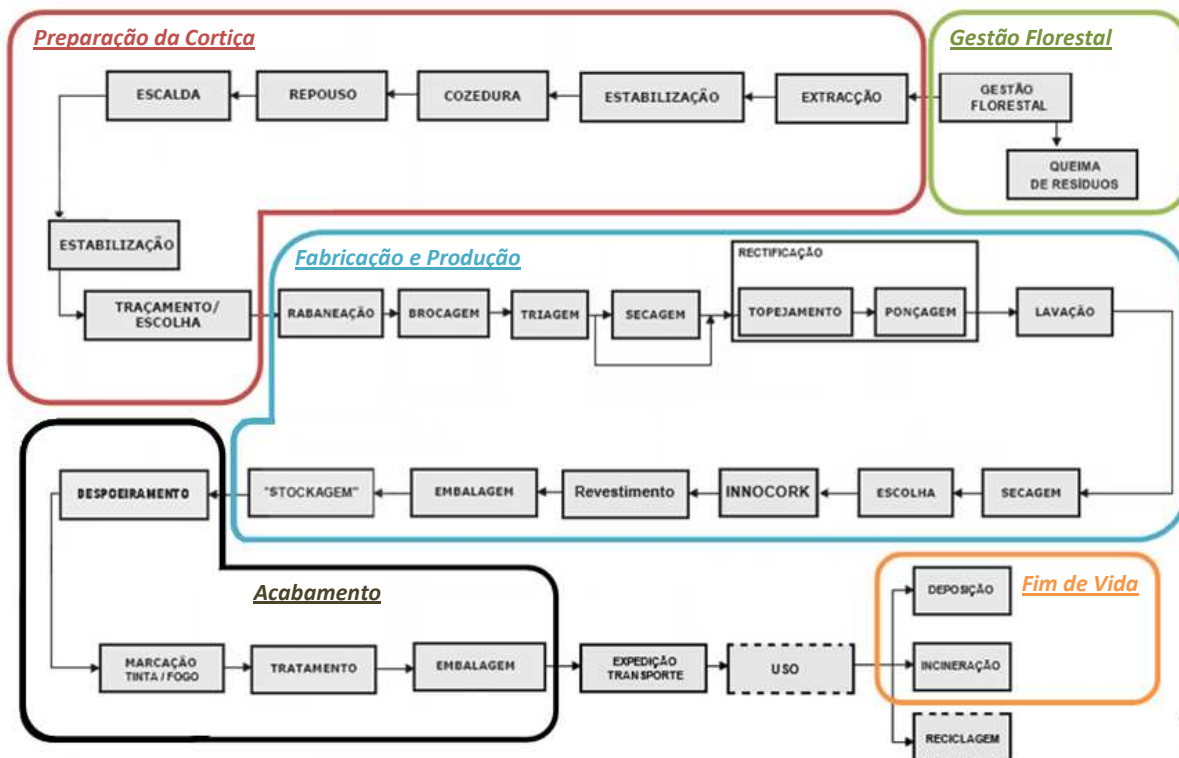 Preparação da Cortiça
Gestão Florestal
ESCALDA
REPOUSO
COZEDURA
ESTABILIZAÇÃO
EXTRACÇÃO
GESTÃO
FLORESTAL
QUEIMA
DE RESÍDUOS
ESTABILIZAÇÃO
TRAÇAMENTO/
ESCOLHA
Fabricação e Produção
RABANEAÇÃO
BROCAGEM
TRIAGEM
SECAGEM
RECTIFICAÇÃO
TOPEJAMENTO
PONÇAGEM
LAVAÇÃO
DESPOEIRAMENTO
"STOCKAGEM"
EMBALAGEM
Revestimento
INNOCORK
ESCOLHA
SECAGEM
Acabamento
MARCAÇÃO
TINTA / FOGO
TRATAMENTO
EMBALAGEM
EXPEDIÇÃO
TRANSPORTE
USO
Fim de Vida
DEPOSIÇÃO
INCINERAÇÃO
RECICLAGEM